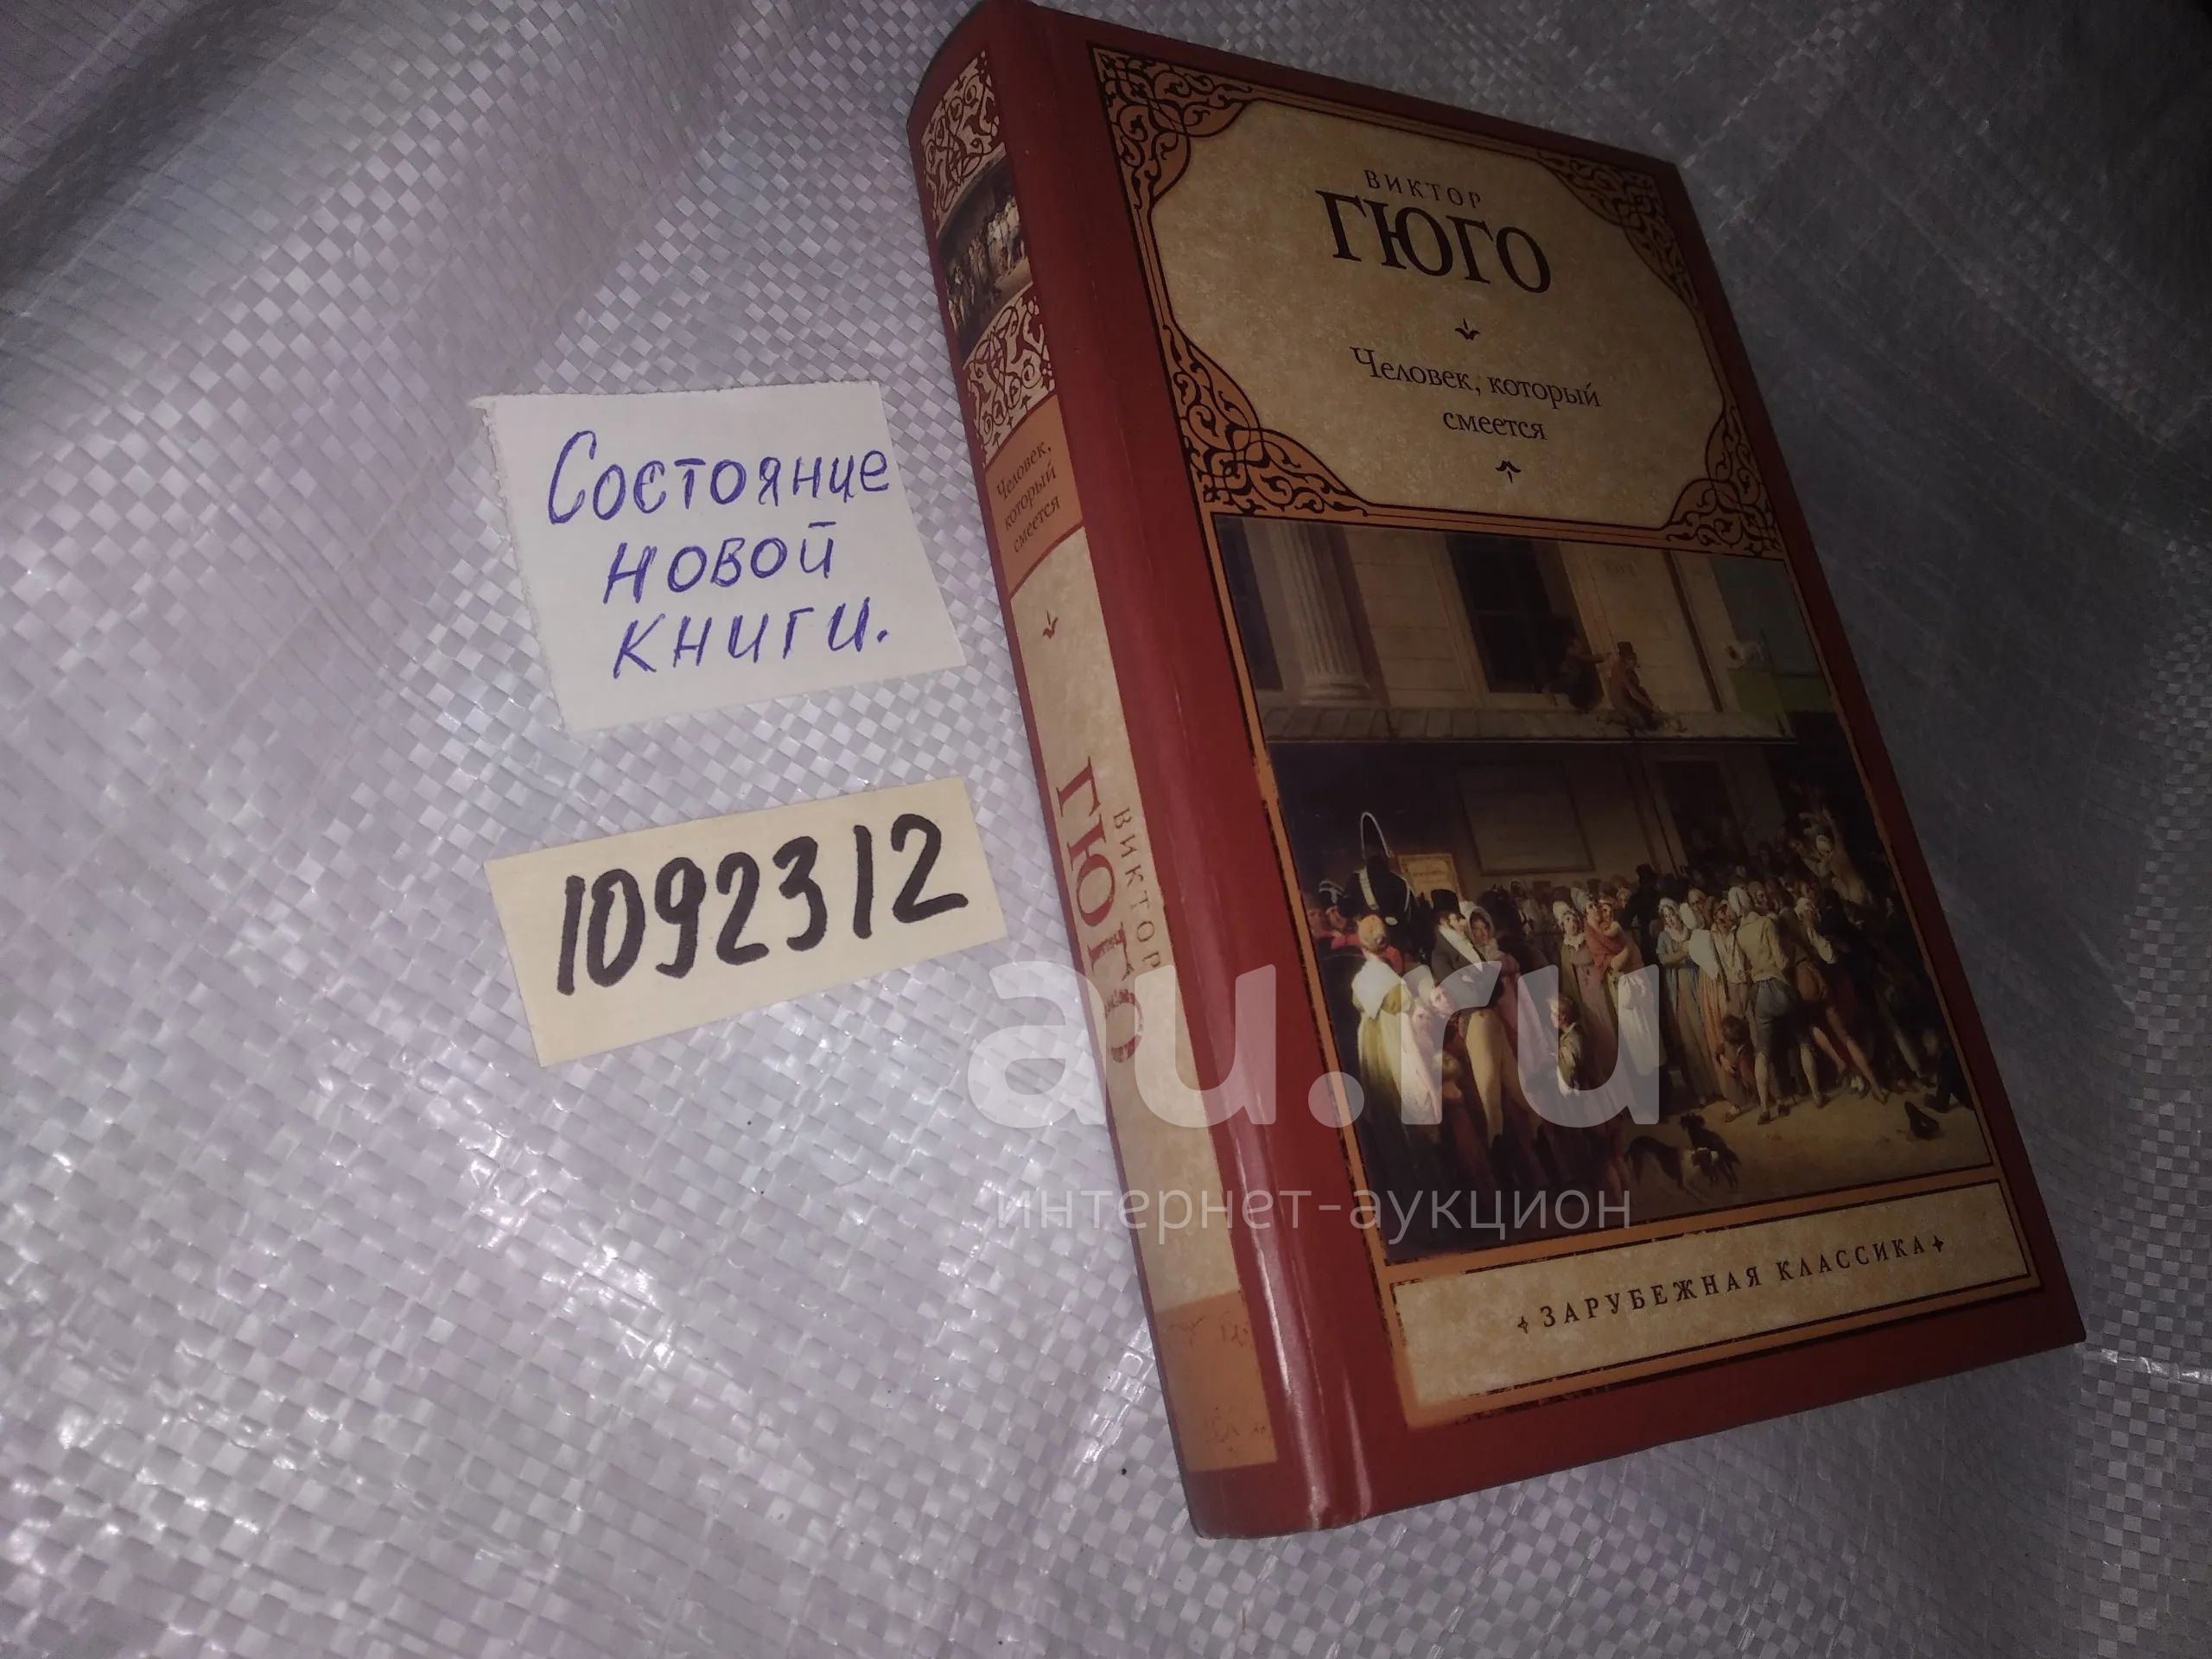 Состояние
новой
книги.
1092312
ВИКТОР
ГЮГО
Человек, который
смеется
ЗАРУБЕЖНАЯ КЛАССИКА
Человек,
который
смеется
ВИКТОР
ГЮГО
au.ru
интернет-аукцион